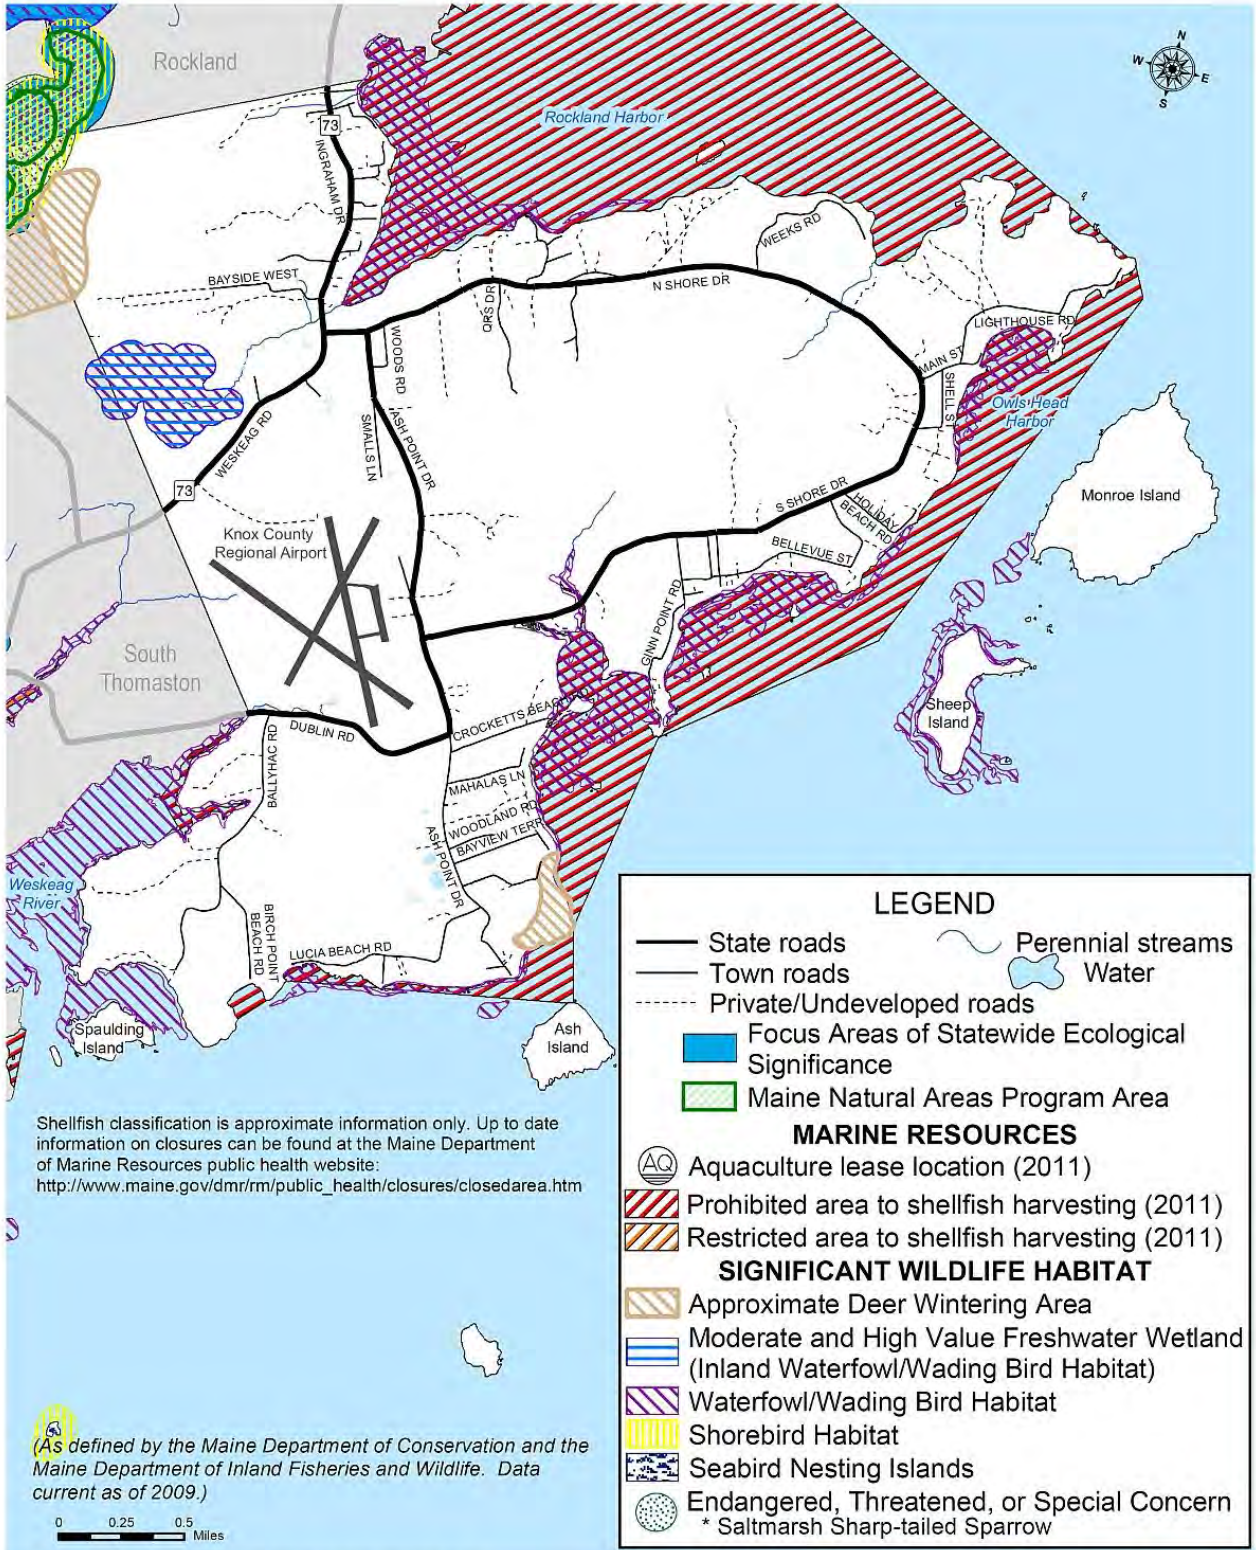 Rockland
N
W
E
S
Rockland Harbor
73
INGRAHAM DR
WEEKS RD
BAYSIDE WEST
N SHORE DR
ORS DR
LIGHTHOUSE RD
WOODS RD
MAIN ST
SHELL ST
Owls Head
Harbor
WESKEAG RD
SMALLS LN
ASH POINT DR
73
Monroe Island
S SHORE DR
HOLIDAY
BEACH RD
Knox County
Regional Airport
BELLEVUE ST
GINN POINT RD
South
Thomaston
CROCKETTS BEACH RD
Sheep
Island
DUBLIN RD
BALLYHAC RD
MAHALAS LN
WOODLAND RD
BAYVIEW TERR
ASH POINT DR
Weskeag
River
BIRCH POINT
BEACH RD
LUCIA BEACH RD
Spaulding
Island
Ash
Island
LEGEND
State roads
Perennial streams
Town roads
Water
Private/Undeveloped roads
Focus Areas of Statewide Ecological
Significance
Maine Natural Areas Program Area
MARINE RESOURCES
AQ Aquaculture lease location (2011)
Prohibited area to shellfish harvesting (2011)
Restricted area to shellfish harvesting (2011)
SIGNIFICANT WILDLIFE HABITAT
Approximate Deer Wintering Area
Moderate and High Value Freshwater Wetland
(Inland Waterfowl/Wading Bird Habitat)
Waterfowl/Wading Bird Habitat
Shorebird Habitat
Seabird Nesting Islands
Endangered, Threatened, or Special Concern
* Saltmarsh Sharp-tailed Sparrow
Shellfish classification is approximate information only. Up to date
information on closures can be found at the Maine Department
of Marine Resources public health website:
http://www.maine.gov/dmr/rm/public_health/closures/closedarea.htm
(As defined by the Maine Department of Conservation and the
Maine Department of Inland Fisheries and Wildlife. Data
current as of 2009.)
0 0.25 0.5
Miles